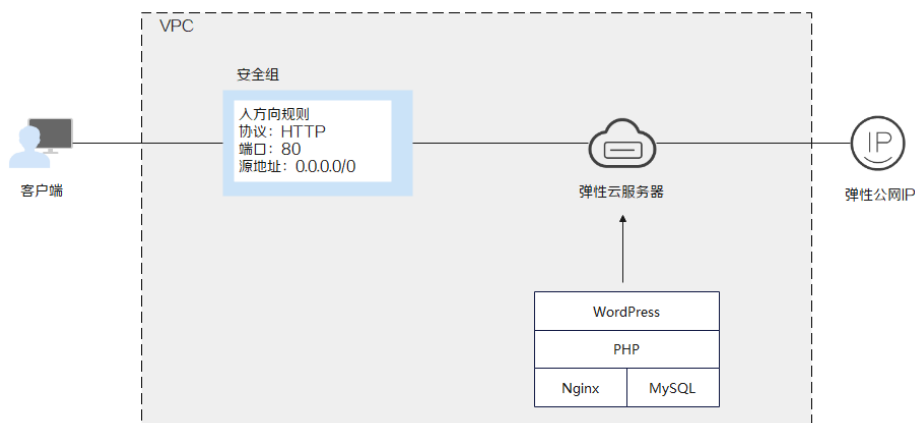 VPC
安全组
入方向规则
协议：HTTP
端口：80
源地址：0.0.0.0/0
客户端
弹性云服务器
IP
弹性公网IP
WordPress
PHP
Nginx
MySQL